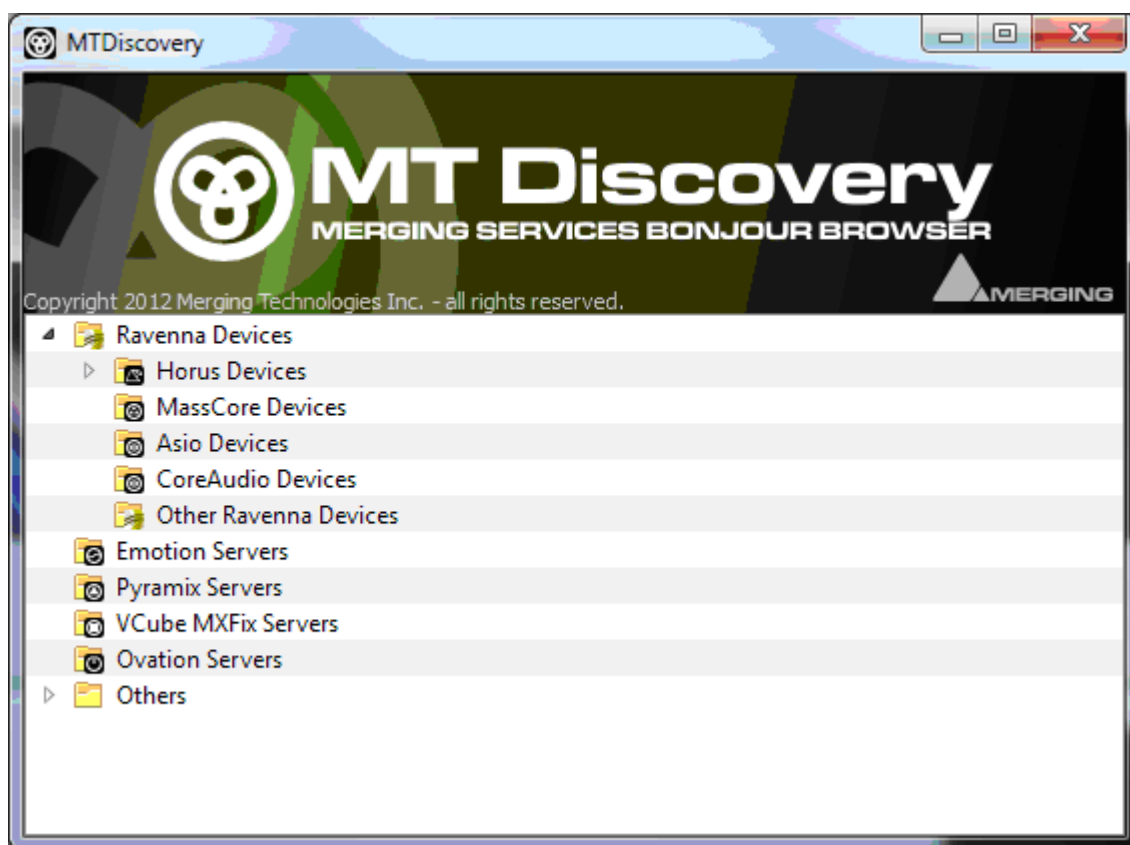 MTDiscovery
MT Discovery
MERGING SERVICES BONJOUR BROWSER
Copyright 2012 Merging Technologies Inc. - all rights reserved.
MERGING
Ravenna Devices
Horus Devices
MassCore Devices
Asio Devices
CoreAudio Devices
Other Ravenna Devices
Emotion Servers
Pyramix Servers
VCube MXFix Servers
Ovation Servers
Others